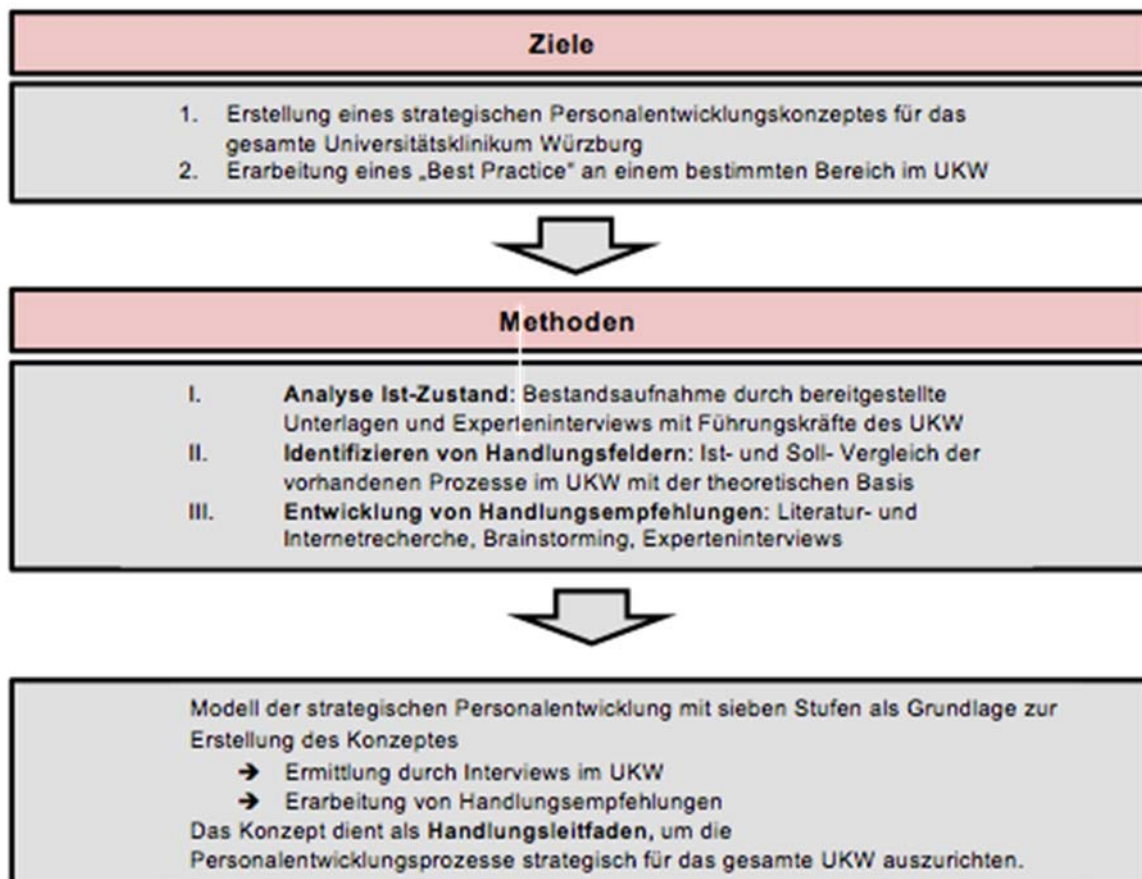 Ziele
1. Erstellung eines strategischen Personalentwicklungskonzeptes für das
gesamte Universitätsklinikum Würzburg
2. Erarbeitung eines „Best Practice" an einem bestimmten Bereich im UKW
Methoden
I. Analyse Ist-Zustand: Bestandsaufnahme durch bereitgestellte
Unterlagen und Experteninterviews mit Führungskräfte des UKW
II. Identifizieren von Handlungsfeldern: Ist- und Soll- Vergleich der
vorhandenen Prozesse im UKW mit der theoretischen Basis
III. Entwicklung von Handlungsempfehlungen: Literatur- und
Internetrecherche, Brainstorming, Experteninterviews
Modell der strategischen Personalentwicklung mit sieben Stufen als Grundlage zur
Erstellung des Konzeptes
➔ Ermittlung durch Interviews im UKW
➔ Erarbeitung von Handlungsempfehlungen
Das Konzept dient als Handlungsleitfaden, um die
Personalentwicklungsprozesse strategisch für das gesamte UKW auszurichten.